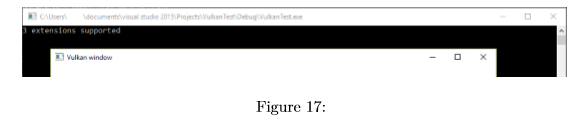 C:\Users\ \documents\visual studio 2015\Projects\VulkanTest\Debug\VulkanTest.exe
3 extensions supported
Vulkan window
Figure 17: